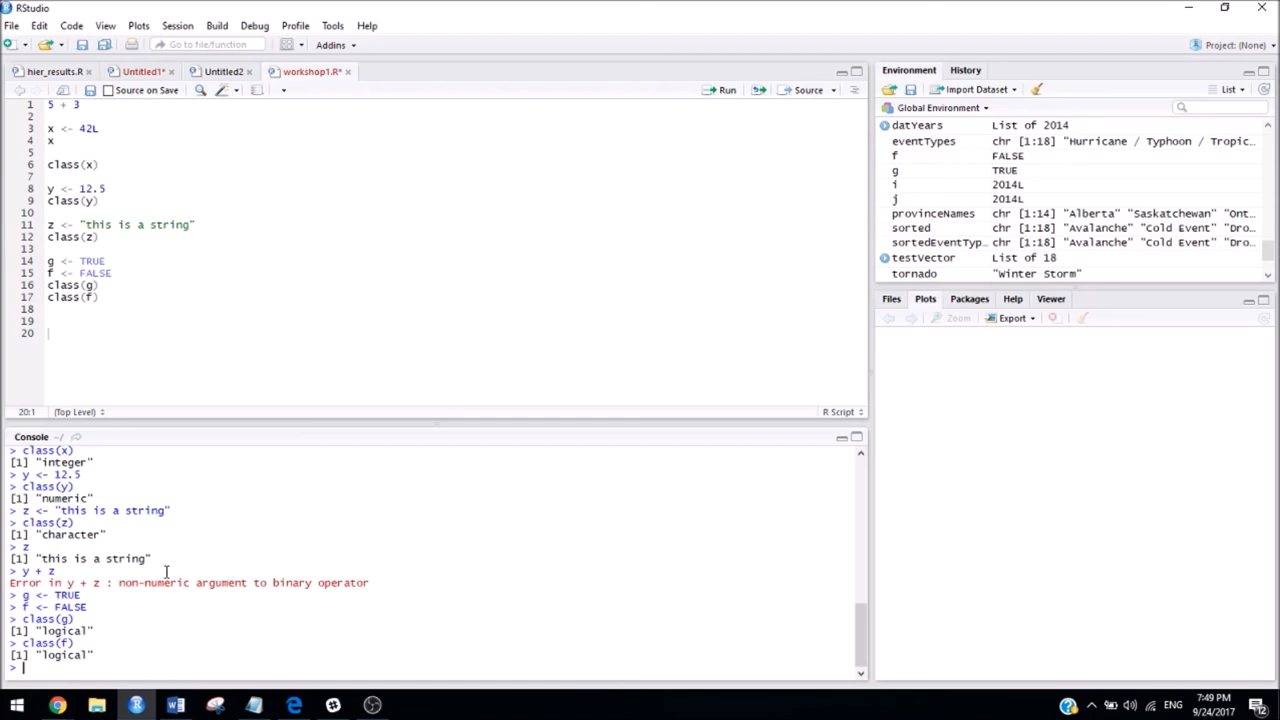 RStudio
File Edit Code View Plots Session Build Debug Profile Tools Help
Go to file/function Addins Project: (None)
hier_results.R Untitled1* Untitled2 workshop1.R*
Source on Save Run Source
1 5 + 3
2
3 x <- 42L
4 x
5
6 class(x)
7
8 y <- 12.5
9 class(y)
10
11 z <- "this is a string"
12 class(z)
13
14 g <- TRUE
15 f <- FALSE
16 class(g)
17 class(f)
18
19
20
20:1 (Top Level) R Script
Console ~/
> class(x)
[1] "integer"
> y <- 12.5
> class(y)
[1] "numeric"
> z <- "this is a string"
> class(z)
[1] "character"
> z
[1] "this is a string"
> y + z
Error in y + z : non-numeric argument to binary operator
> g <- TRUE
> f <- FALSE
> class(g)
[1] "logical"
> class(f)
[1] "logical"
>
Environment History
Import Dataset List
Global Environment
datYears List of 2014
eventTypes chr [1:18] "Hurricane / Typhoon / Tropic…
f FALSE
g TRUE
i 2014L
j 2014L
provinceNames chr [1:14] "Alberta" "Saskatchewan" "Ont…
sorted chr [1:18] "Avalanche" "Cold Event" "Dro…
sortedEventTyp… chr [1:18] "Avalanche" "Cold Event" "Dro…
testVector List of 18
tornado "Winter Storm"
Files Plots Packages Help Viewer
Zoom Export
ENG
7:49 PM
9/24/2017
12